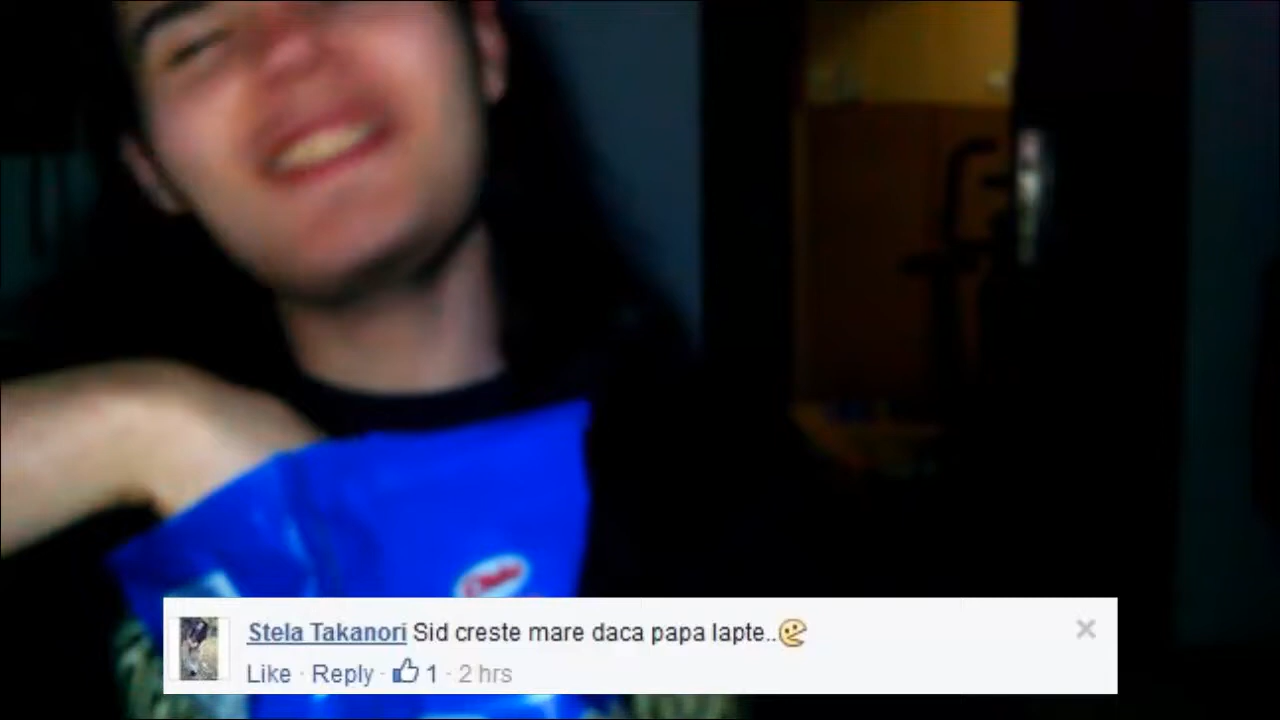 Stela Takanori Sid creste mare daca papa lapte..
Like · Reply · 1 · 2 hrs